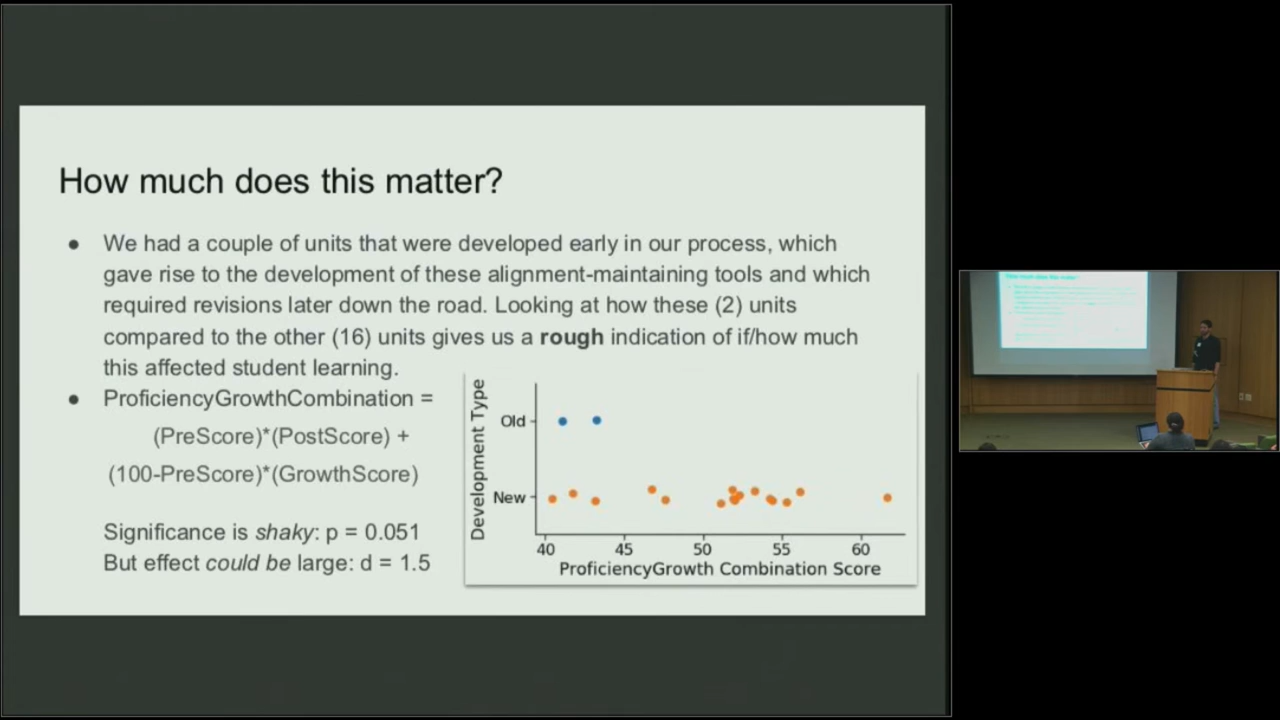 How much does this matter?
● We had a couple of units that were developed early in our process, which
gave rise to the development of these alignment-maintaining tools and which
required revisions later down the road. Looking at how these (2) units
compared to the other (16) units gives us a rough indication of if/how much
this affected student learning.
● ProficiencyGrowthCombination =
(PreScore)*(PostScore) +
(100-PreScore)*(GrowthScore)
Significance is shaky: p = 0.051
But effect could be large: d = 1.5
Development Type
Old
New
40 45 50 55 60
ProficiencyGrowth Combination Score